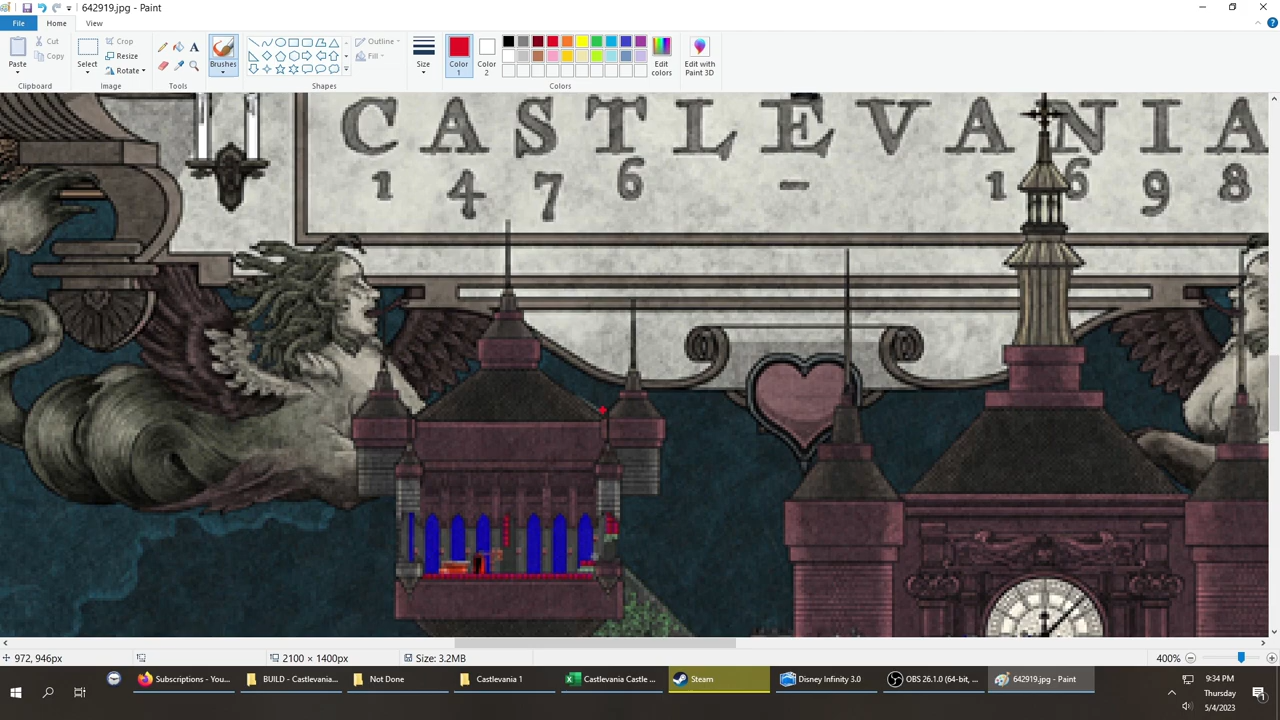 642919.jpg - Paint
File Home View
Paste Cut Copy Clipboard
Select Crop Resize Rotate Image
Tools
Brushes
Outline Fill Shapes
Size
Color 1 Color 2 Edit colors Colors
Edit with Paint 3D
CASTLEVANIA
1476 - 1698
972, 946px 2100 × 1400px Size: 3.2MB 400%
Subscriptions - You... BUILD - Castlevania... Not Done Castlevania 1 Castlevania Castle ... Steam Disney Infinity 3.0 OBS 26.1.0 (64-bit, ... 642919.jpg - Paint
9:34 PM
Thursday
5/4/2023